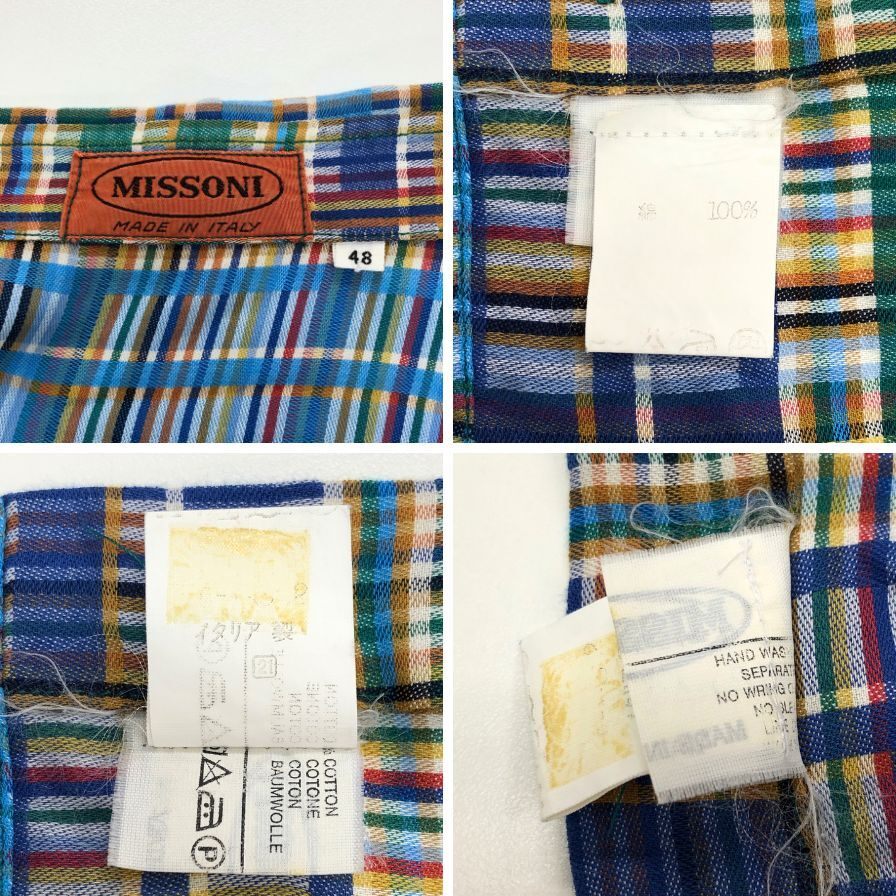 MISSONI
MADE IN ITALY
48
綿 100%
イタリア 製
21
COTTON
COTONE
COTON
BAUMWOLLE
P
HAND WAS
SEPARAT
NO WRING